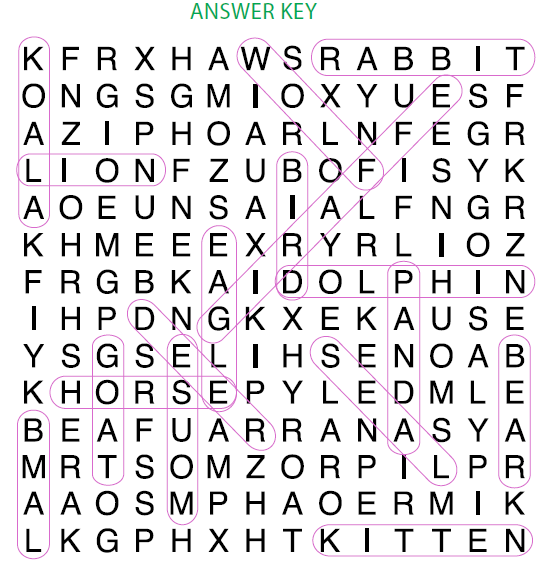 ANSWER KEY
K F R X H A W S R A B B I T
O N G S G M I O X Y U E S F
A Z I P H O A R L N F E G R
L I O N F Z U B O F I S Y K
A O E U N S A I A L F N G R
K H M E E E X R Y R L I O Z
F R G B K A I D O L P H I N
I H P D N G K X E K A U S E
Y S G S E L I H S E N O A B
K H O R S E P Y L E D M L E
B E A F U A R R A N A S Y A
M R T S O M Z O R P I L P R
A A O S M P H A O E R M I K
L K G P H X H T K I T T E N